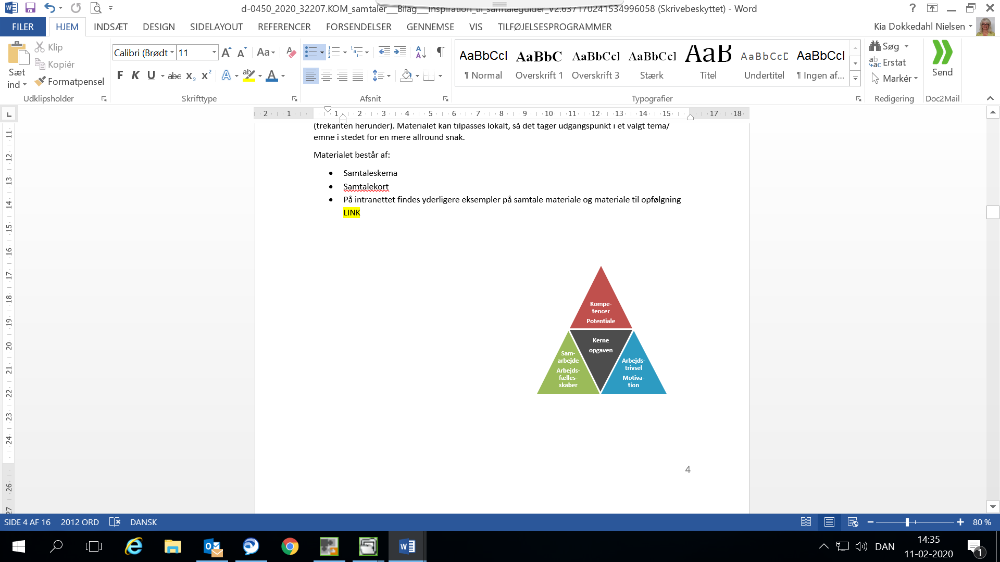 d-0450_2020_32207.KOM_samtaler__Bilag__Inspiration_til_samtaleguider_v2.637170241534996058 (Skrivebeskyttet) - Word
FILER HJEM INDSÆT DESIGN SIDELAYOUT REFERENCER FORSENDELSER GENNEMSE VIS TILFØJELSESPROGRAMMER Kia Dokkedahl Nielsen
Sæt ind
Klip
Kopiér
Formatpensel
Udklipsholder
Calibri (Brødt 11
Aa
F K U abc x₂ x² A ab A
Skrifttype
Afsnit
AaBbCcI AaBbC AaBbCcI AaBbCcI AaB AaBbCcD AaBbCcI
¶ Normal Overskrift 1 Overskrift 3 Stærk Titel Undertitel ¶ Ingen af...
Typografier
Søg
Erstat
Markér
Redigering
Send
Doc2Mail
2 1 1 2 3 4 5 6 7 8 9 10 11 12 13 14 15 17 18
11
12
13
14
15
16
17
18
19
20
21
22
23
24
26
27
(trekanten herunder). Materialet kan tilpasses lokalt, så det tager udgangspunkt i et valgt tema/
emne i stedet for en mere allround snak.
Materialet består af:
• Samtaleskema
• Samtalekort
• På intranettet findes yderligere eksempler på samtale materiale og materiale til opfølgning
LINK
Kompe-
tencer
Potentiale
Kerne
opgaven
Sam-
arbejde
Arbejds-
fælles-
skaber
Arbejds-
trivsel
Motiva-
tion
4
SIDE 4 AF 16 2012 ORD DANSK 80 %
DAN
14:35
11-02-2020
1